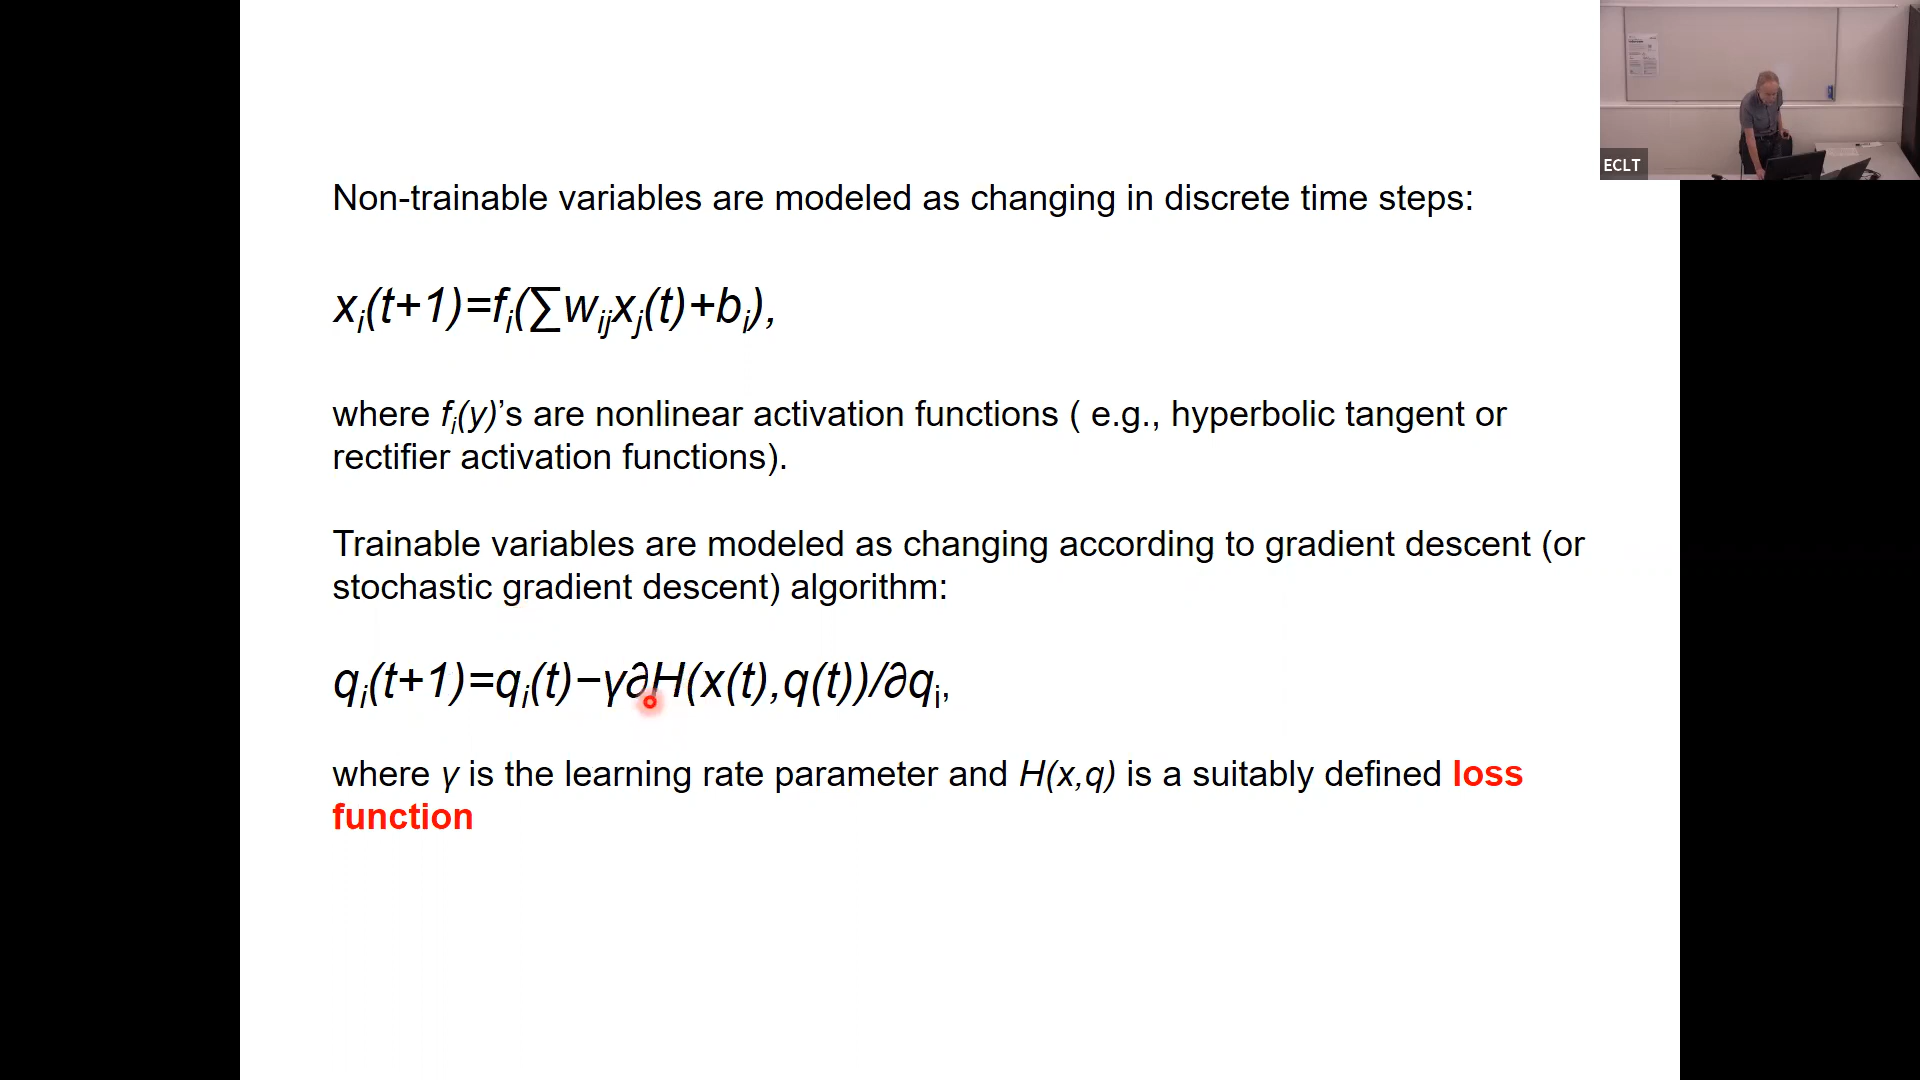 Non-trainable variables are modeled as changing in discrete time steps:
xᵢ(t+1)=fᵢ(∑wᵢⱼxⱼ(t)+bᵢ),
where fᵢ(y)’s are nonlinear activation functions ( e.g., hyperbolic tangent or
rectifier activation functions).
Trainable variables are modeled as changing according to gradient descent (or
stochastic gradient descent) algorithm:
qᵢ(t+1)=qᵢ(t)−γ∂H(x(t),q(t))/∂qᵢ,
where γ is the learning rate parameter and H(x,q) is a suitably defined loss
function
ECLT